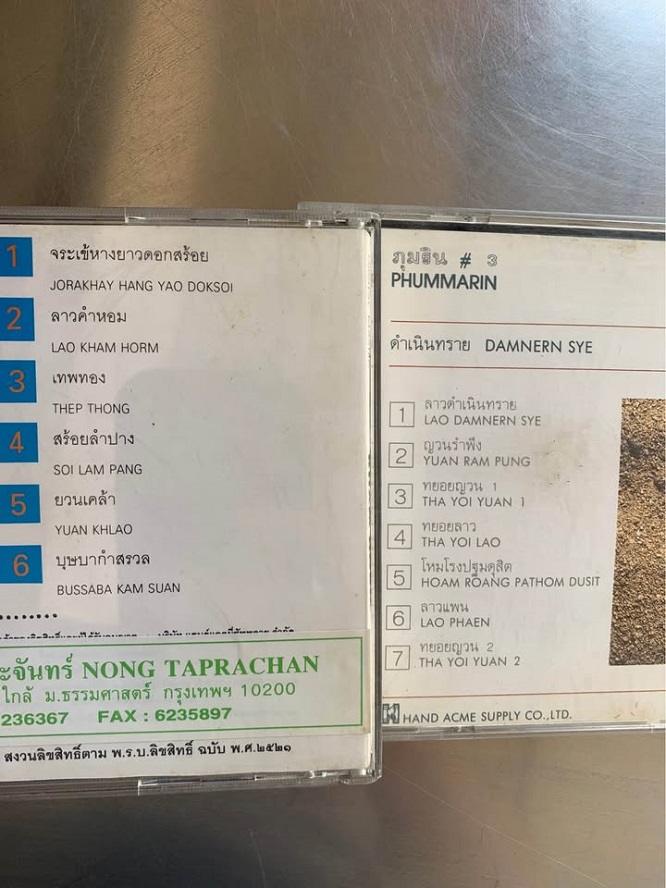 1 จระเข้หางยาวดอกสร้อย
JORAKHAY HANG YAO DOKSOI
2 ลาวคำหอม
LAO KHAM HORM
3 เทพทอง
THEP THONG
4 สร้อยลำปาง
SOI LAM PANG
5 ยวนเคล้า
YUAN KHLAO
6 บุษบากำสรวล
BUSSABA KAM SUAN
ะจันทร์ NONG TAPRACHAN
ใกล้ ม.ธรรมศาสตร์ กรุงเทพฯ 10200
236367 FAX : 6235897
สงวนลิขสิทธิ์ตาม พ.ร.บ.ลิขสิทธิ์ ฉบับ พ.ศ.๒๕๒๑
ภุมริน # 3
PHUMMARIN
ดำเนินทราย DAMNERN SYE
1 ลาวดำเนินทราย
LAO DAMNERN SYE
2 ญวนรำพึง
YUAN RAM PUNG
3 ทยอยญวน 1
THA YOI YUAN 1
4 ทยอยลาว
THA YOI LAO
5 โหมโรงปฐมดุสิต
HOAM ROANG PATHOM DUSIT
6 ลาวแพน
LAO PHAEN
7 ทยอยญวน 2
THA YOI YUAN 2
HAND ACME SUPPLY CO.,LTD.